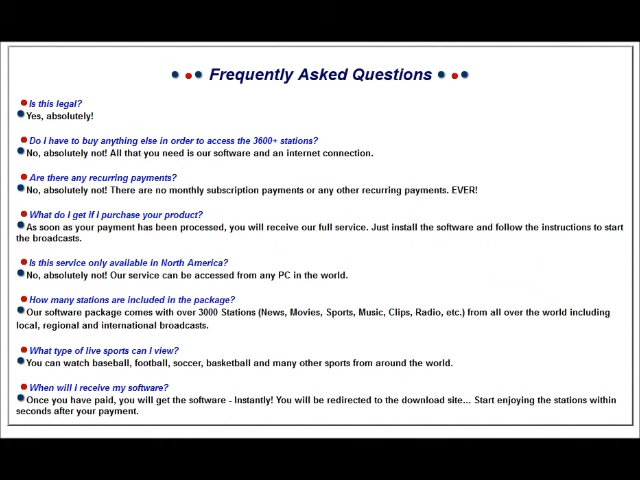 Frequently Asked Questions
Is this legal?
Yes, absolutely!
Do I have to buy anything else in order to access the 3600+ stations?
No, absolutely not! All that you need is our software and an internet connection.
Are there any recurring payments?
No, absolutely not! There are no monthly subscription payments or any other recurring payments. EVER!
What do I get if I purchase your product?
As soon as your payment has been processed, you will receive our full service. Just install the software and follow the instructions to start
the broadcasts.
Is this service only available in North America?
No, absolutely not! Our service can be accessed from any PC in the world.
How many stations are included in the package?
Our software package comes with over 3000 Stations (News, Movies, Sports, Music, Clips, Radio, etc.) from all over the world including
local, regional and international broadcasts.
What type of live sports can I view?
You can watch baseball, football, soccer, basketball and many other sports from around the world.
When will I receive my software?
Once you have paid, you will get the software - Instantly! You will be redirected to the download site... Start enjoying the stations within
seconds after your payment.